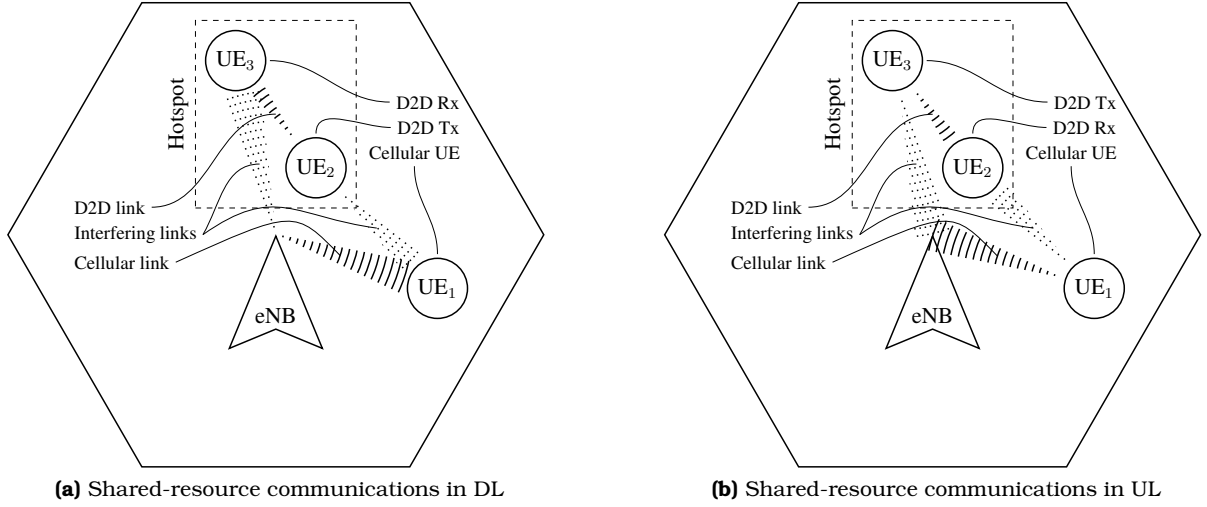 UE3
D2D Rx
D2D Tx
Cellular UE
Hotspot
UE2
D2D link
Interfering links
Cellular link
UE1
eNB
(a) Shared-resource communications in DL
UE3
D2D Tx
D2D Rx
Cellular UE
Hotspot
UE2
D2D link
Interfering links
Cellular link
UE1
eNB
(b) Shared-resource communications in UL